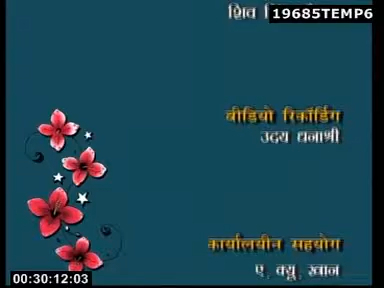 शिव
19685TEMP6
वीडियो रिकॉर्डिंग
उदय धनाश्री
कार्यालयीन सहयोग
ए. क्यू. खान
00:30:12:03